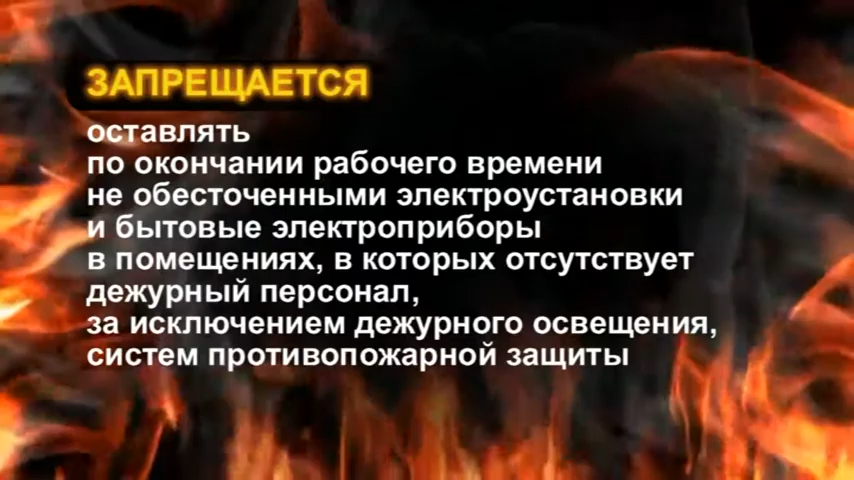 ЗАПРЕЩАЕТСЯ
оставлять
по окончании рабочего времени
не обесточенными электроустановки
и бытовые электроприборы
в помещениях, в которых отсутствует
дежурный персонал,
за исключением дежурного освещения,
систем противопожарной защиты